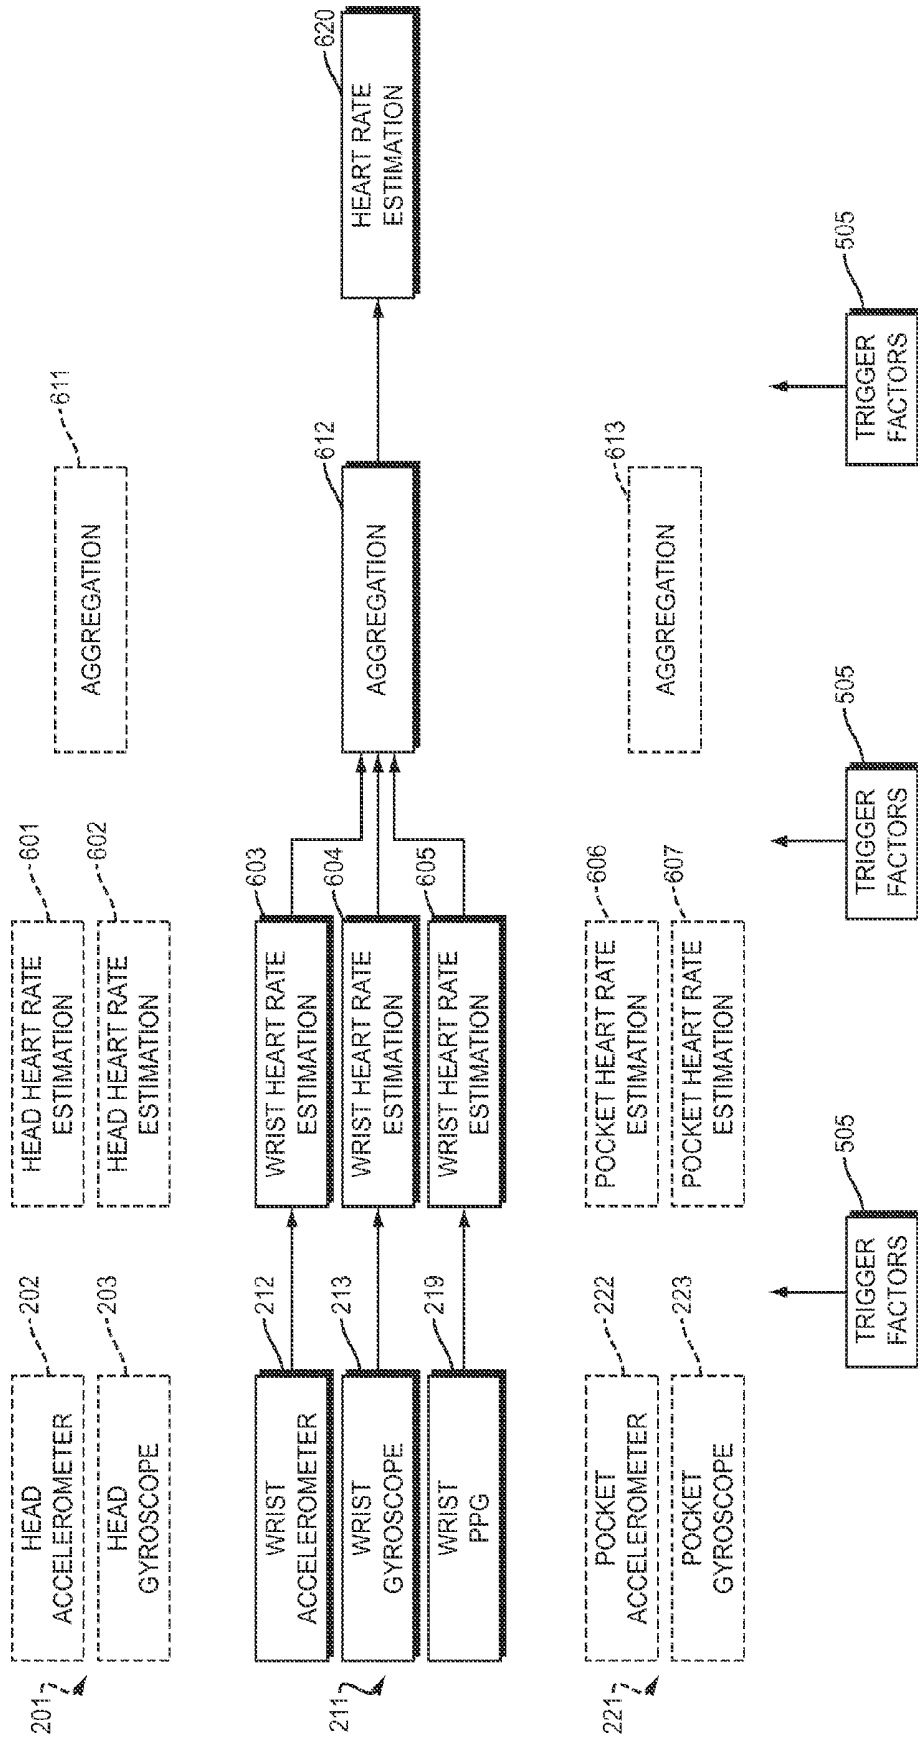 201
HEAD
ACCELEROMETER
202
HEAD
GYROSCOPE
203
HEAD HEART RATE
ESTIMATION
601
HEAD HEART RATE
ESTIMATION
602
AGGREGATION
611
211
WRIST
ACCELEROMETER
212
WRIST
GYROSCOPE
213
WRIST
PPG
219
WRIST HEART RATE
ESTIMATION
603
WRIST HEART RATE
ESTIMATION
604
WRIST HEART RATE
ESTIMATION
605
AGGREGATION
612
HEART RATE
ESTIMATION
620
221
POCKET
ACCELEROMETER
222
POCKET
GYROSCOPE
223
POCKET HEART RATE
ESTIMATION
606
POCKET HEART RATE
ESTIMATION
607
AGGREGATION
613
TRIGGER
FACTORS
505
TRIGGER
FACTORS
505
TRIGGER
FACTORS
505